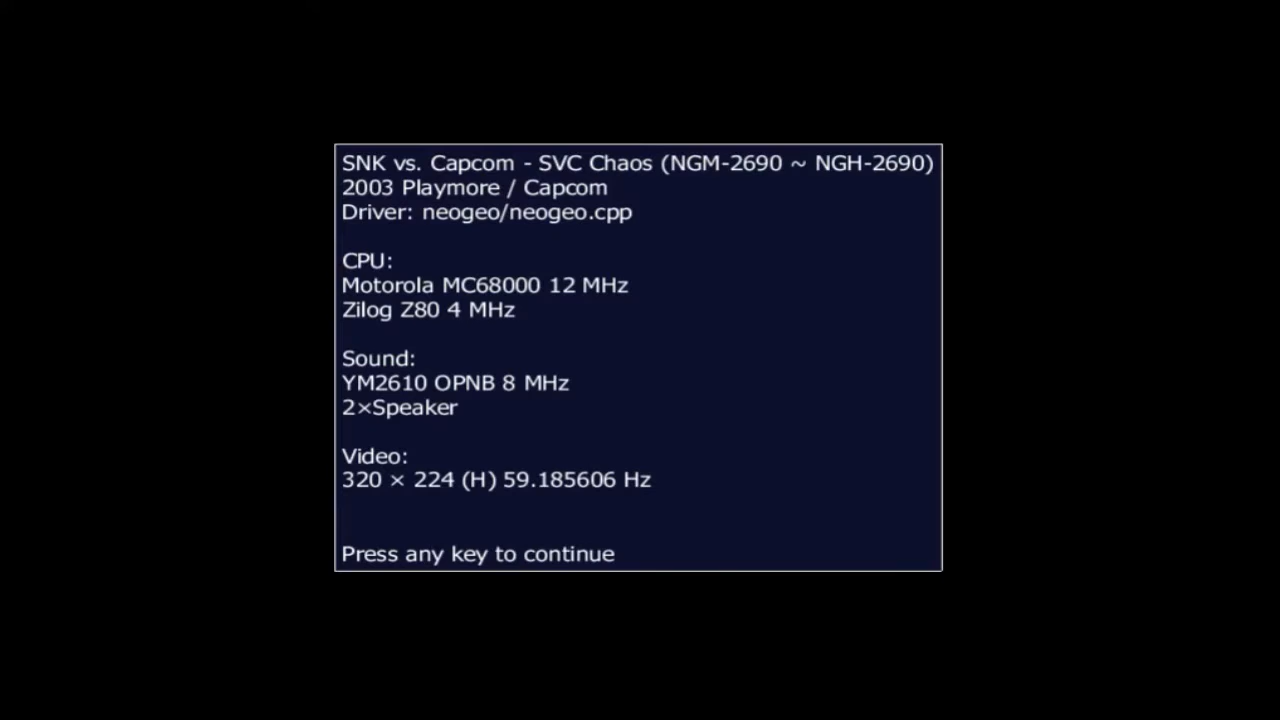 SNK vs. Capcom - SVC Chaos (NGM-2690 ~ NGH-2690)
2003 Playmore / Capcom
Driver: neogeo/neogeo.cpp
CPU:
Motorola MC68000 12 MHz
Zilog Z80 4 MHz
Sound:
YM2610 OPNB 8 MHz
2×Speaker
Video:
320 × 224 (H) 59.185606 Hz
Press any key to continue